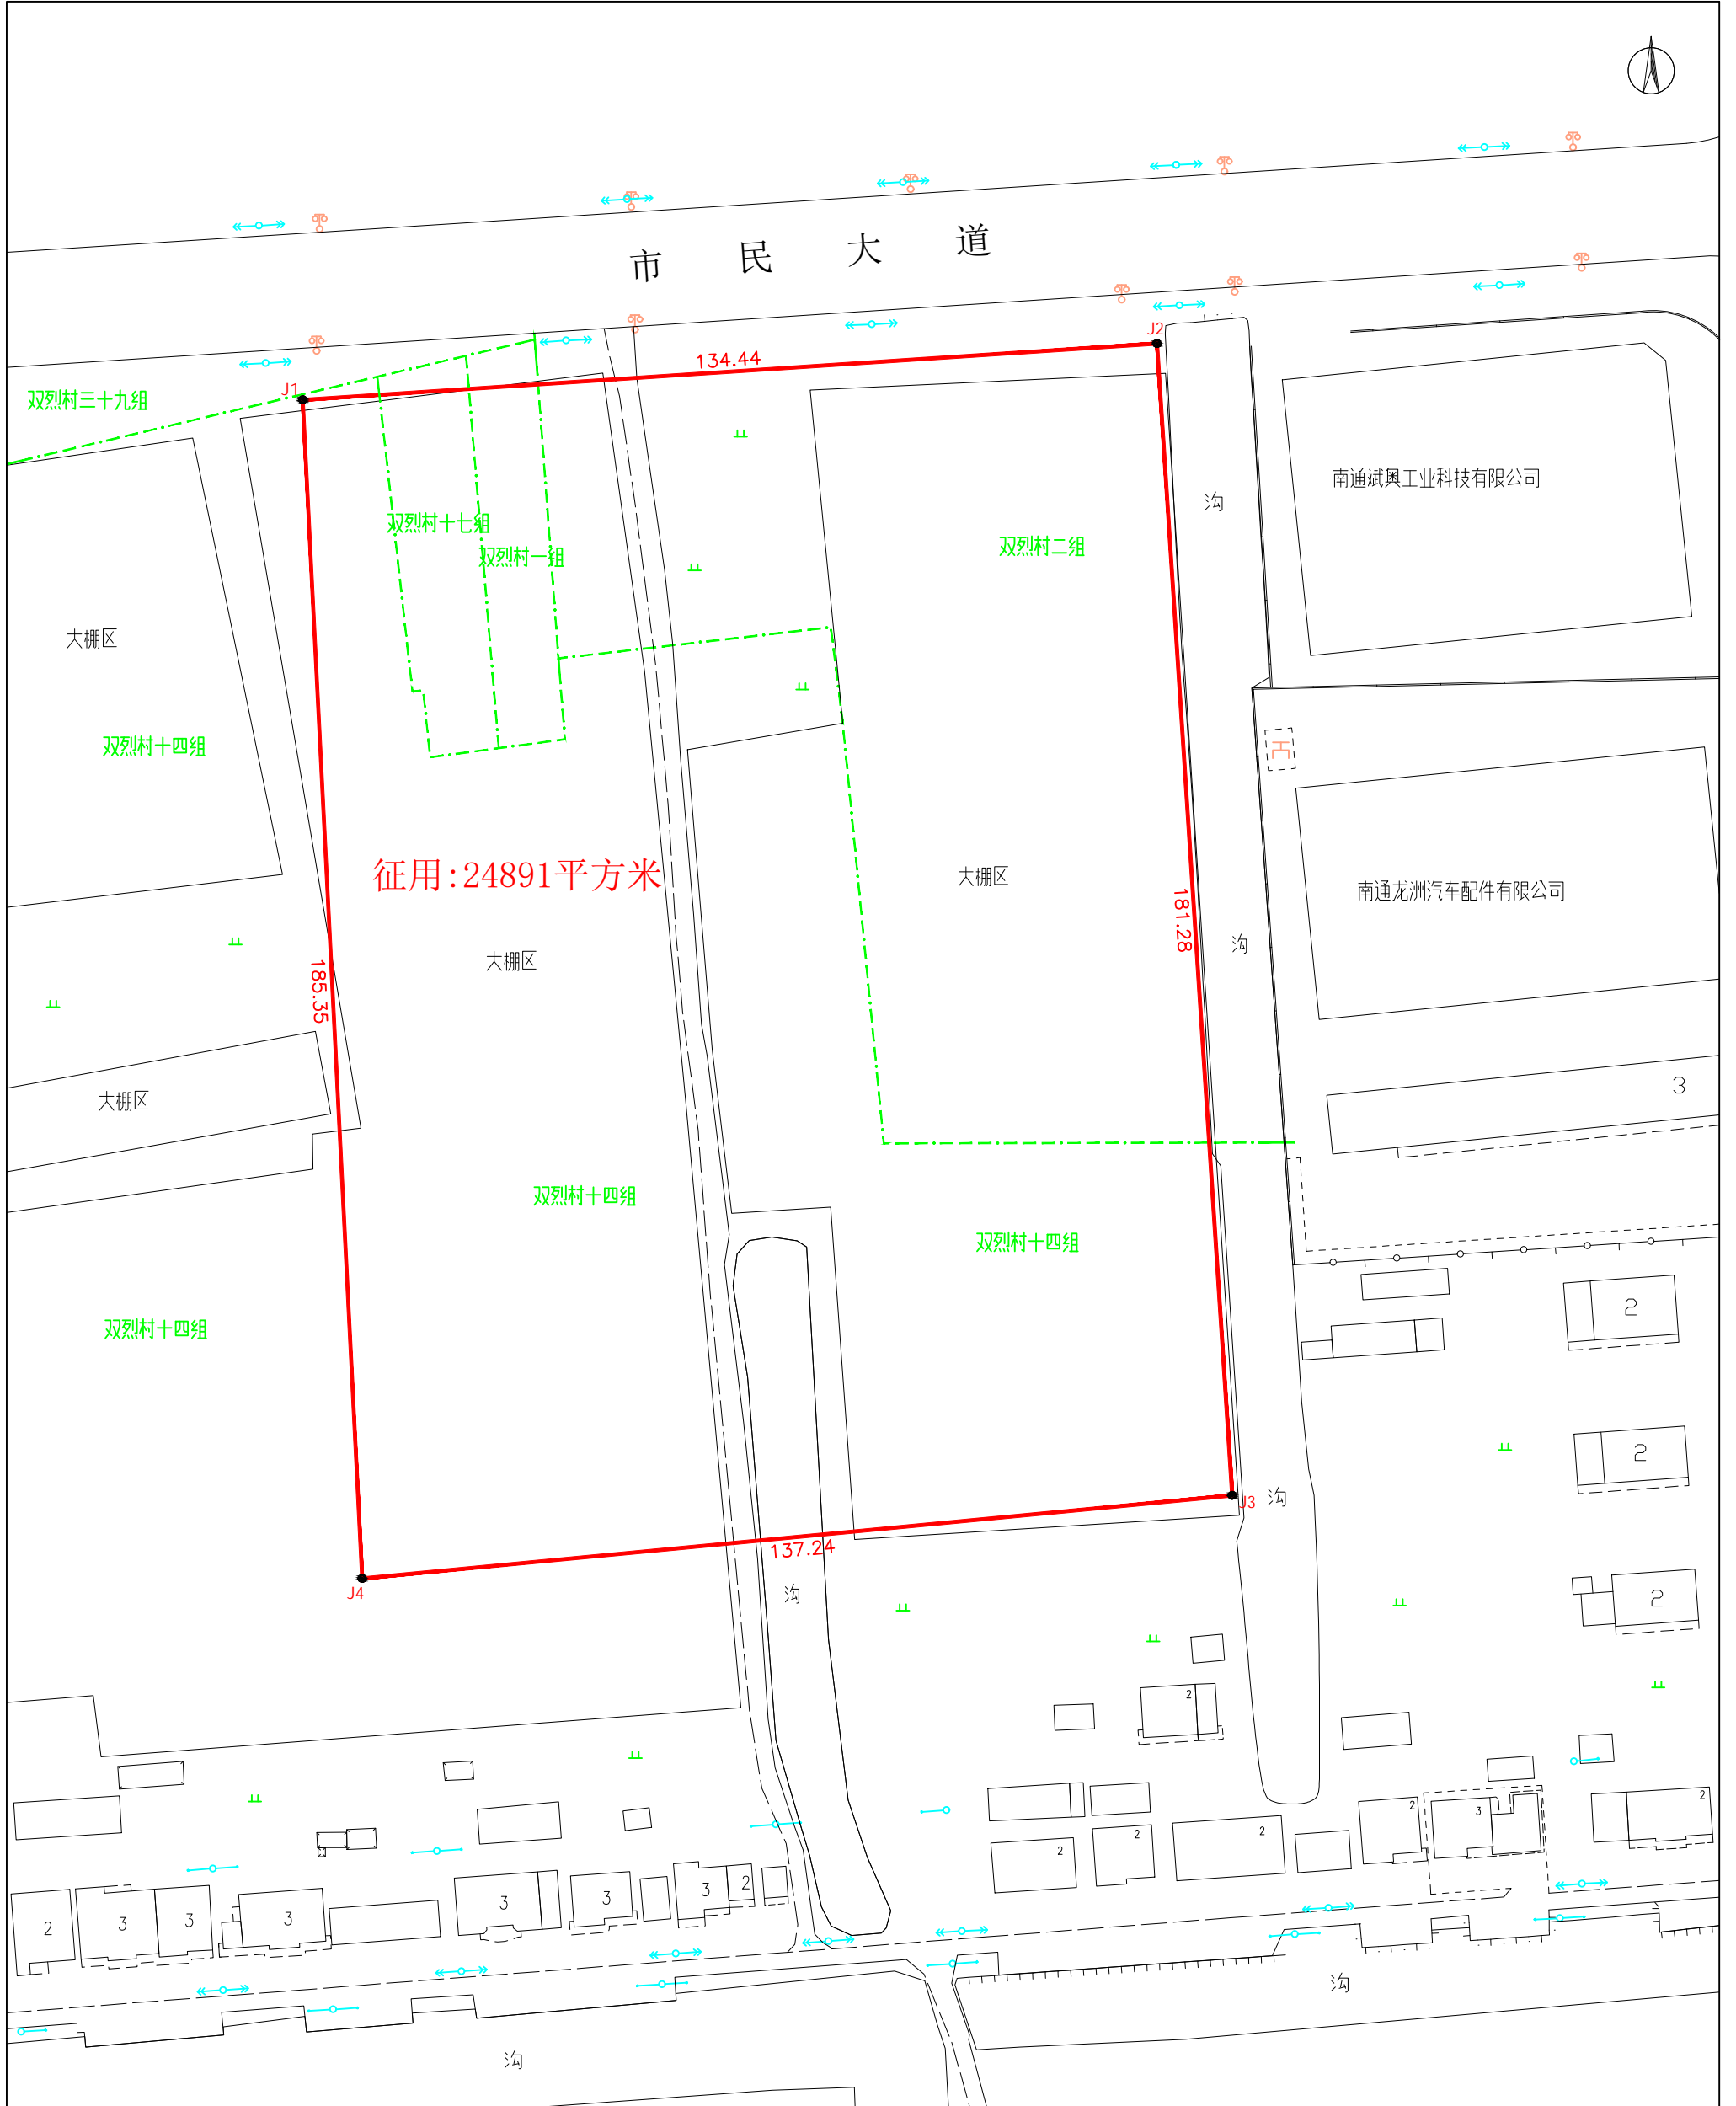 市民大道
J2
134.44
J1
双烈村三十九组
南通斌奥工业科技有限公司
沟
双烈村十七组
双烈村一组
双烈村二组
大棚区
双烈村十四组
征用:24891平方米
大棚区
南通龙洲汽车配件有限公司
181.28
沟
大棚区
185.35
3
大棚区
双烈村十四组
双烈村十四组
2
双烈村十四组
2
沟
J3
137.24
J4
沟
2
2
2
3
2
2
2
2
2
3
3
3
3
3
3
2
沟
沟